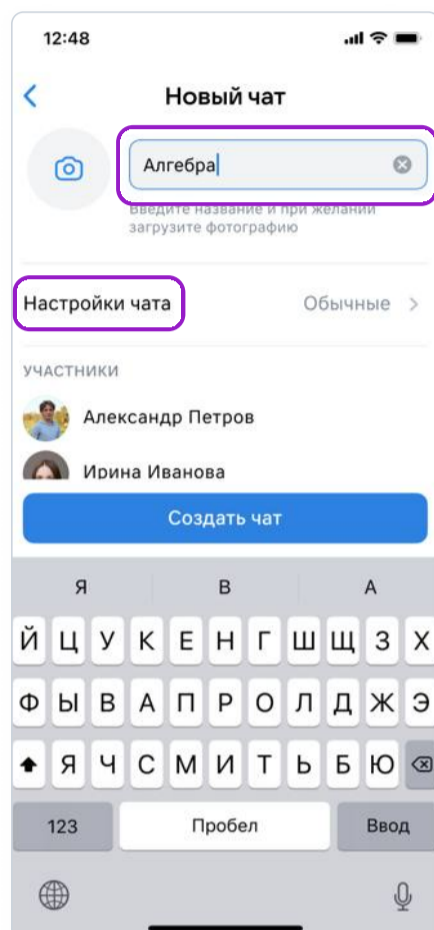 12:48
Новый чат
Алгебра
Введите название и при желании
загрузите фотографию
Настройки чата
Обычные
УЧАСТНИКИ
Александр Петров
Ирина Иванова
Создать чат
Я В А
Й Ц У К Е Н Г Ш Щ З Х
Ф Ы В А П Р О Л Д Ж Э
Я Ч С М И Т Ь Б Ю
123 Пробел Ввод